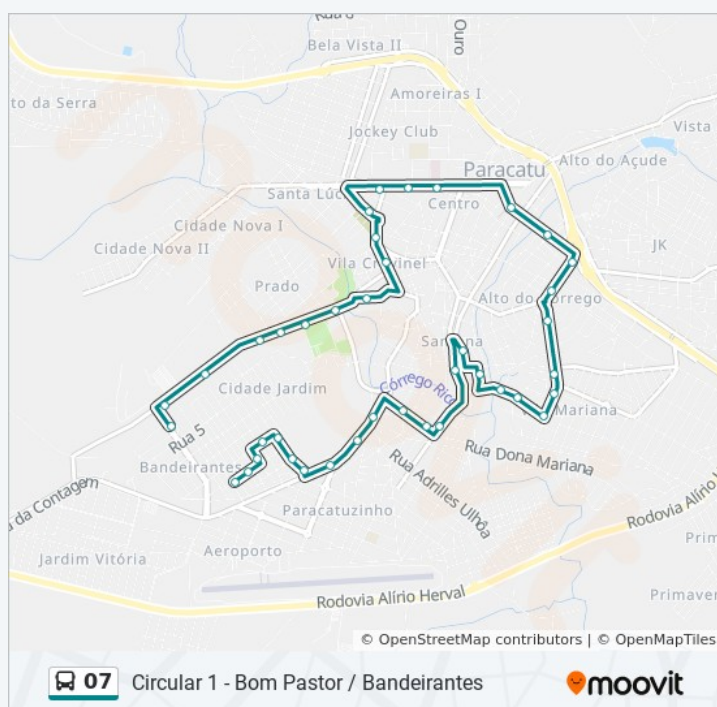 Rua 8
Ouro
Bela Vista II
to da Serra
Amoreiras I
Vista
Jockey Club
Paracatu
Alto do Açude
Santa Lúc
Centro
Cidade Nova I
JK
Cidade Nova II
Vila Cruvinel
Prado
Alto do Córrego
Santana
Cidade Jardim
Córrego Rico
Mariana
Rua 5
Bandeirantes
Rua Dona Mariana
Rua Adrilles Ulhôa
a da Contagem
Paracatuzinho
Rodovia Alírio H
Aeroporto
Prim
Jardim Vitória
Rodovia Alírio Herval
Primaver
© OpenStreetMap contributors | © OpenMapTiles
07 Circular 1 - Bom Pastor / Bandeirantes
moovit